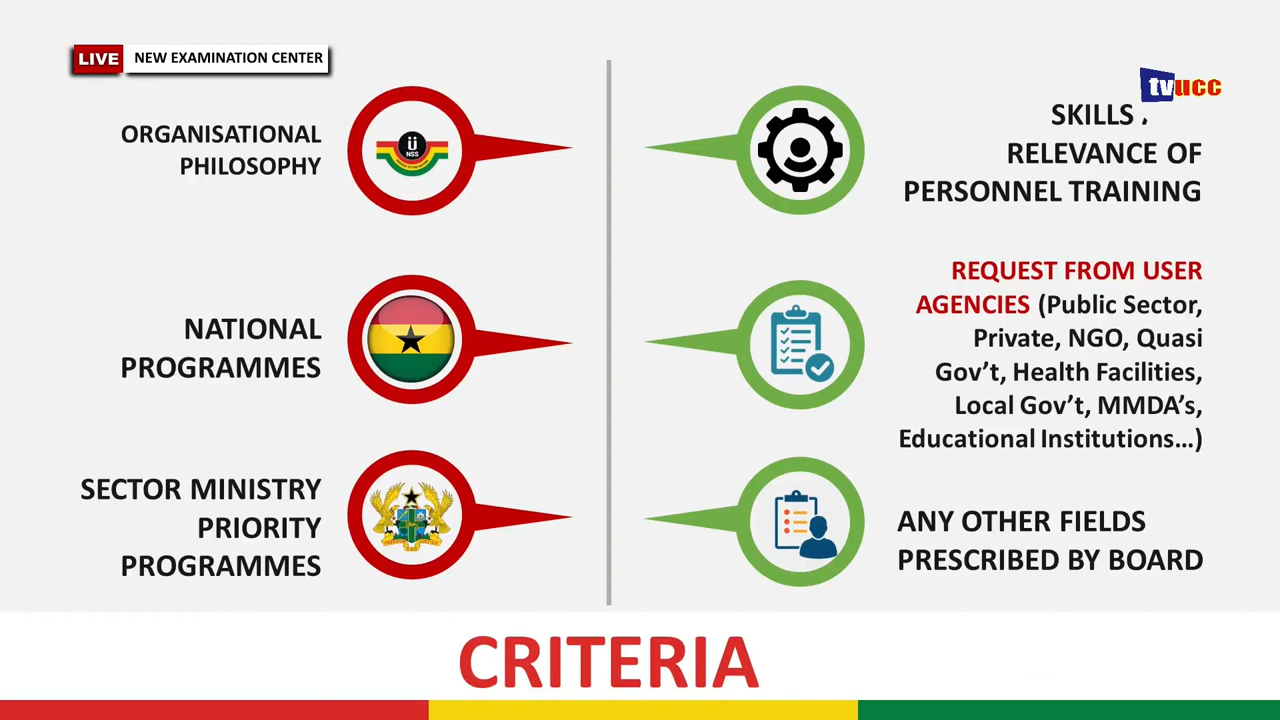 LIVE NEW EXAMINATION CENTER
ORGANISATIONAL
PHILOSOPHY
NSS
NATIONAL
PROGRAMMES
SECTOR MINISTRY
PRIORITY
PROGRAMMES
tvucc
SKILLS
RELEVANCE OF
PERSONNEL TRAINING
REQUEST FROM USER
AGENCIES (Public Sector,
Private, NGO, Quasi
Gov’t, Health Facilities,
Local Gov’t, MMDA’s,
Educational Institutions...)
ANY OTHER FIELDS
PRESCRIBED BY BOARD
CRITERIA